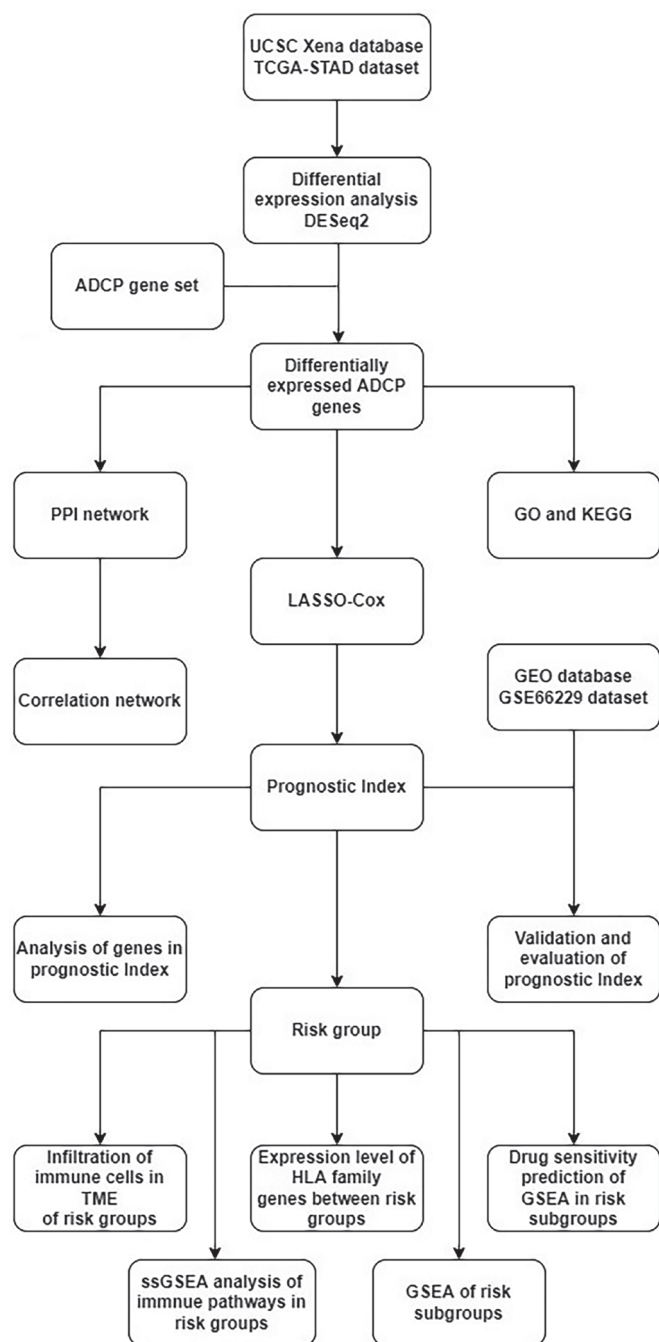 UCSC Xena database
TCGA-STAD dataset
Differential
expression analysis
DESeq2
ADCP gene set
Differentially
expressed ADCP
genes
PPI network
GO and KEGG
LASSO-Cox
Correlation network
GEO database
GSE66229 dataset
Prognostic Index
Analysis of genes in
prognostic Index
Validation and
evaluation of
prognostic Index
Risk group
Infiltration of
immune cells in
TME
of risk groups
Expression level of
HLA family
genes between risk
groups
Drug sensitivity
prediction of
GSEA in risk
subgroups
ssGSEA analysis of
immnue pathways in
risk groups
GSEA of risk
subgroups